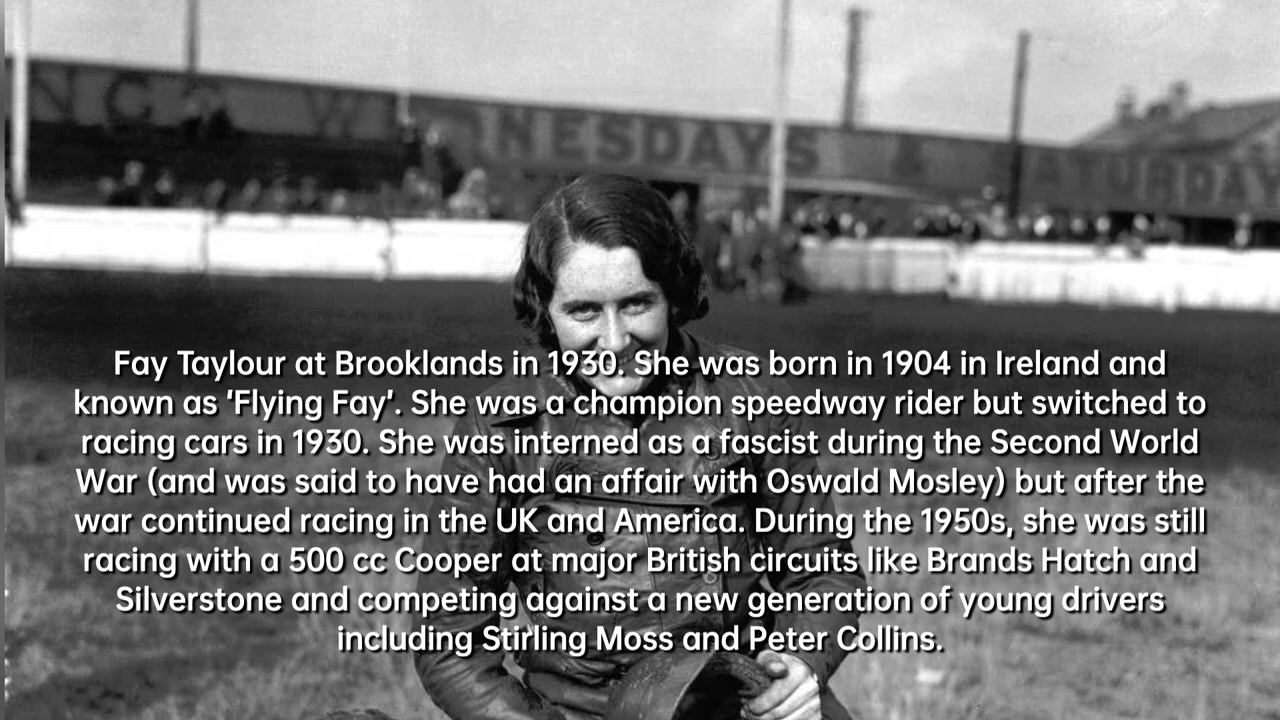 NESDAYS
ATURDAY
Fay Taylour at Brooklands in 1930. She was born in 1904 in Ireland and
known as 'Flying Fay'. She was a champion speedway rider but switched to
racing cars in 1930. She was interned as a fascist during the Second World
War (and was said to have had an affair with Oswald Mosley) but after the
war continued racing in the UK and America. During the 1950s, she was still
racing with a 500 cc Cooper at major British circuits like Brands Hatch and
Silverstone and competing against a new generation of young drivers
including Stirling Moss and Peter Collins.